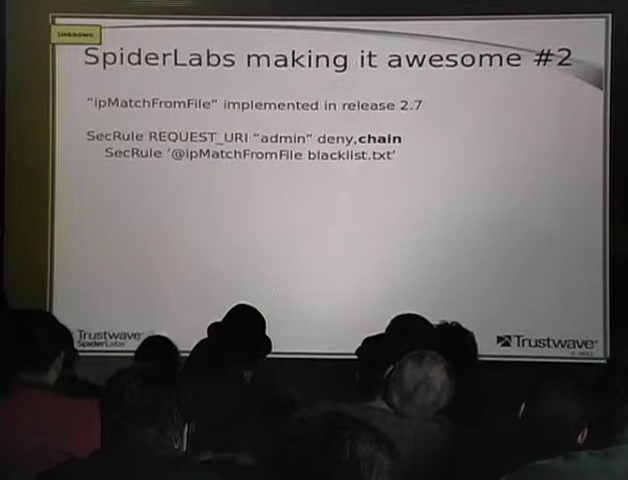 Unknown
SpiderLabs making it awesome #2
"ipMatchFromFile" implemented in release 2.7
SecRule REQUEST_URI "admin" deny,chain
SecRule '@ipMatchFromFile blacklist.txt'
Trustwave
SpiderLabs
Trustwave